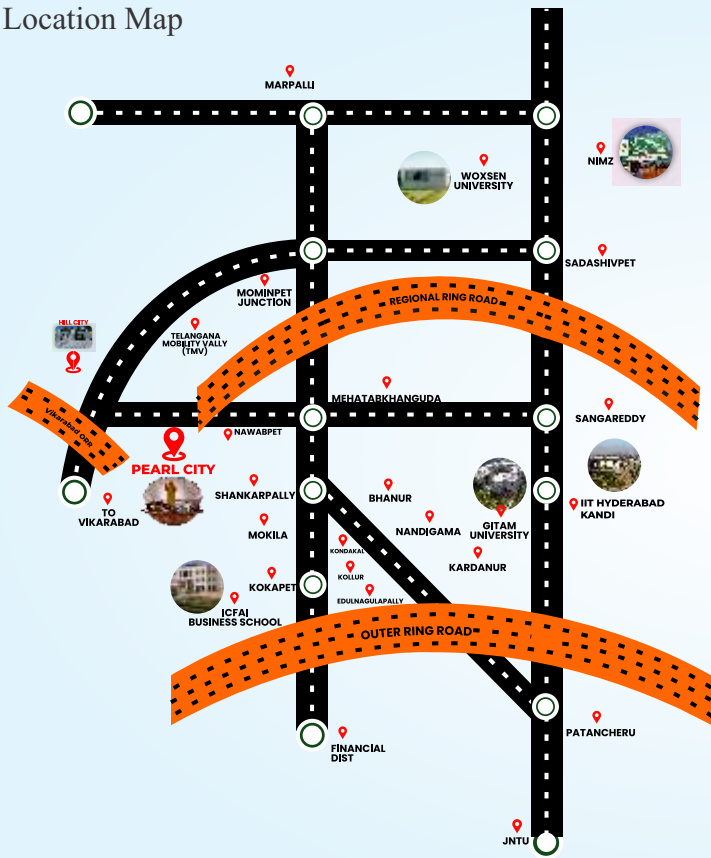 Location Map
MARPALLI
NIMZ
WOXSEN
UNIVERSITY
SADASHIVPET
MOMINPET
JUNCTION
REGIONAL RING ROAD
HILL CITY
TELANGANA
MOBILITY VALLY
(TMV)
MEHATABKHANGUDA
SANGAREDDY
Vikarabad ORR
NAWABPET
PEARL CITY
SHANKARPALLY
BHANUR
TO
VIKARABAD
IIT HYDERABAD
KANDI
MOKILA
NANDIGAMA
GITAM
UNIVERSITY
KONDAKAL
KARDANUR
KOLLUR
KOKAPET
EDULNAGULAPALLY
ICFAI
BUSINESS SCHOOL
OUTER RING ROAD
PATANCHERU
FINANCIAL
DIST
JNTU